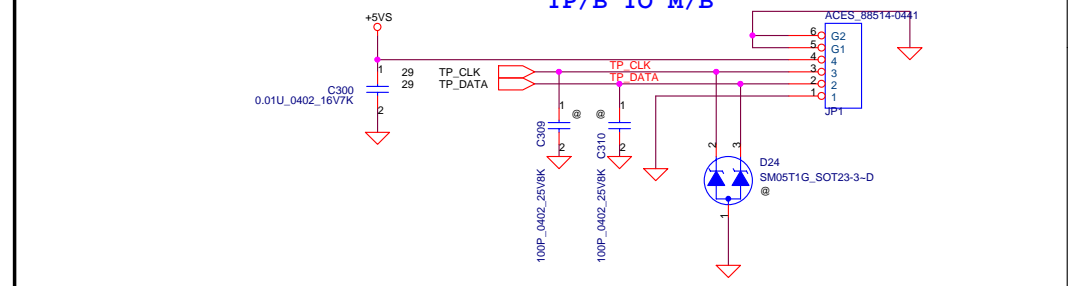 TP/B TO M/B
+5VS
ACES_88514-0441
6
G2
5
G1
4
4
1
29
TP_CLK
TP_CLK
3
3
29
TP_DATA
TP_DATA
2
2
C300
0.01U_0402_16V7K
1
1
2
1
@
@
1
JP1
C309
2
C310
2
2
3
D24
SM05T1G_SOT23-3~D
@
100P_0402_25V8K
100P_0402_25V8K
1